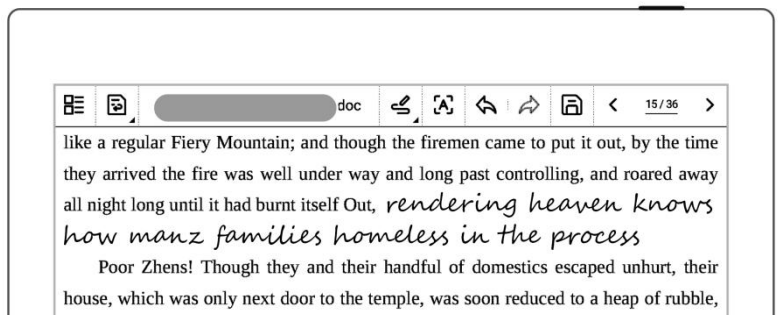 doc
15/36
like a regular Fiery Mountain; and though the firemen came to put it out, by the time
they arrived the fire was well under way and long past controlling, and roared away
all night long until it had burnt itself Out, rendering heaven knows
how manz families homeless in the process
Poor Zhens! Though they and their handful of domestics escaped unhurt, their
house, which was only next door to the temple, was soon reduced to a heap of rubble,